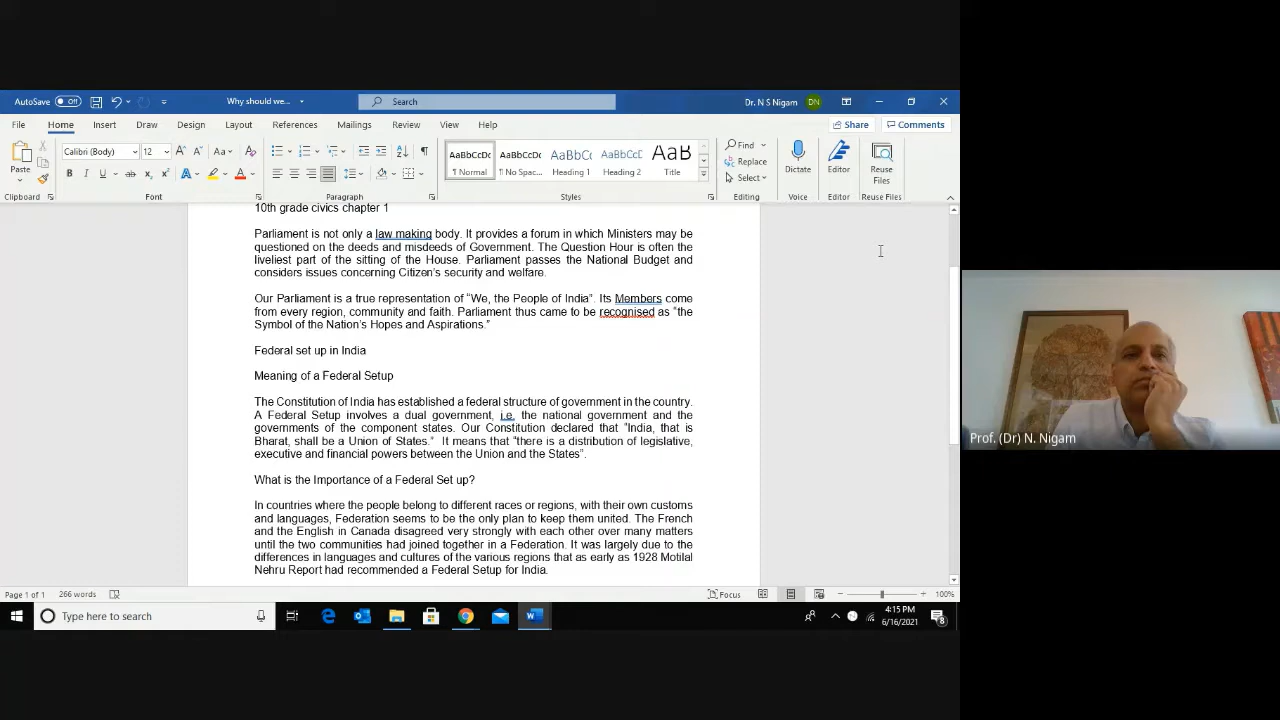 AutoSave Off Why should we... Search Dr. N S Nigam DN
File Home Insert Draw Design Layout References Mailings Review View Help Share Comments
Paste Calibri (Body) 12 Aa AaBbCcDc AaBbCcDc AaBbCc AaBbCcC AaB Find Replace Select Dictate Editor Reuse Files
B I U ab x₂ x² A A ¶ Normal ¶ No Spac... Heading 1 Heading 2 Title
Clipboard Font Paragraph Styles Editing Voice Editor Reuse Files
10th grade civics chapter 1
Parliament is not only a law making body. It provides a forum in which Ministers may be
questioned on the deeds and misdeeds of Government. The Question Hour is often the
liveliest part of the sitting of the House. Parliament passes the National Budget and
considers issues concerning Citizen's security and welfare.
Our Parliament is a true representation of "We, the People of India". Its Members come
from every region, community and faith. Parliament thus came to be recognised as "the
Symbol of the Nation's Hopes and Aspirations."
Federal set up in India
Meaning of a Federal Setup
The Constitution of India has established a federal structure of government in the country.
A Federal Setup involves a dual government, i.e. the national government and the
governments of the component states. Our Constitution declared that "India, that is
Bharat, shall be a Union of States." It means that "there is a distribution of legislative,
executive and financial powers between the Union and the States".
What is the Importance of a Federal Set up?
In countries where the people belong to different races or regions, with their own customs
and languages, Federation seems to be the only plan to keep them united. The French
and the English in Canada disagreed very strongly with each other over many matters
until the two communities had joined together in a Federation. It was largely due to the
differences in languages and cultures of the various regions that as early as 1928 Motilal
Nehru Report had recommended a Federal Setup for India.
Page 1 of 1 266 words Focus 100%
Type here to search 4:15 PM
6/16/2021 8
Prof. (Dr) N. Nigam